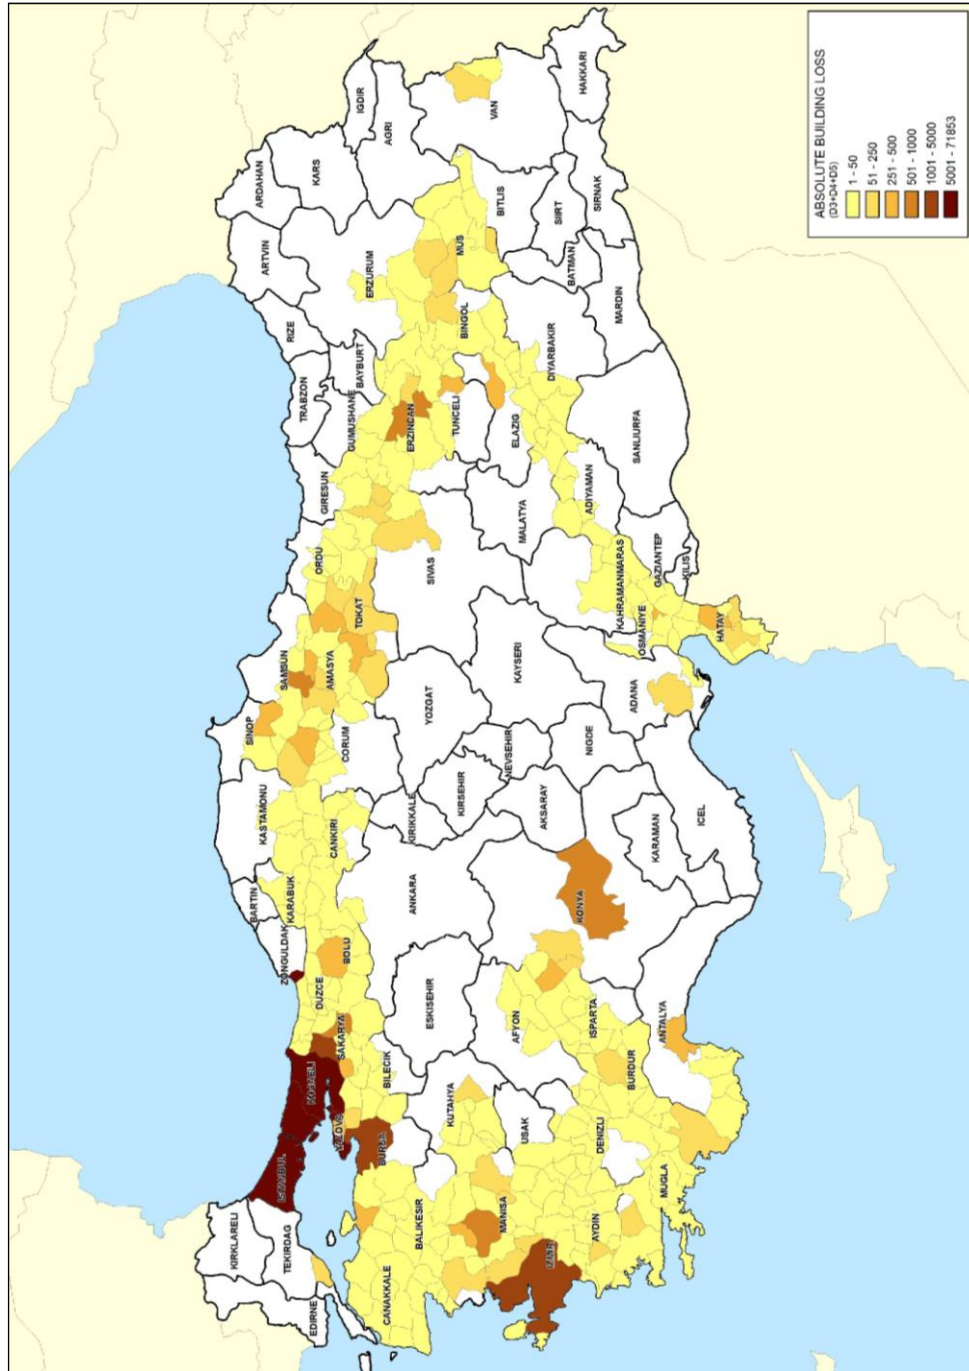 ABSOLUTE BUILDING LOSS
(D3+D4+D5)
1 - 50
51 - 250
251 - 500
501 - 1000
1001 - 5000
5001 - 71853
KIRKLARELI
TEKIRDAG
EDIRNE
ISTANBUL
KOCAELI
YALOVA
SAKARYA
DUZCE
ZONGULDAK
BARTIN
KARABUK
KASTAMONU
SINOP
SAMSUN
ORDU
GIRESUN
TRABZON
RIZE
ARTVIN
ARDAHAN
KARS
IGDIR
AGRI
ERZURUM
BAYBURT
GUMUSHANE
ERZINCAN
TUNCELI
BINGOL
MUS
BITLIS
VAN
HAKKARI
SIRNAK
SIIRT
BATMAN
MARDIN
DIYARBAKIR
ELAZIG
MALATYA
ADIYAMAN
SANLIURFA
GAZIANTEP
KILIS
KAHRAMANMARAS
OSMANIYE
HATAY
ADANA
SIVAS
TOKAT
AMASYA
CORUM
YOZGAT
KAYSERI
NEVSEHIR
NIGDE
KIRSEHIR
KIRIKKALE
CANKIRI
ANKARA
AKSARAY
KONYA
KARAMAN
ICEL
BOLU
BILECIK
ESKISEHIR
BURSA
KUTAHYA
AFYON
USAK
ISPARTA
BURDUR
ANTALYA
DENIZLI
MUGLA
AYDIN
IZMIR
MANISA
BALIKESIR
CANAKKALE